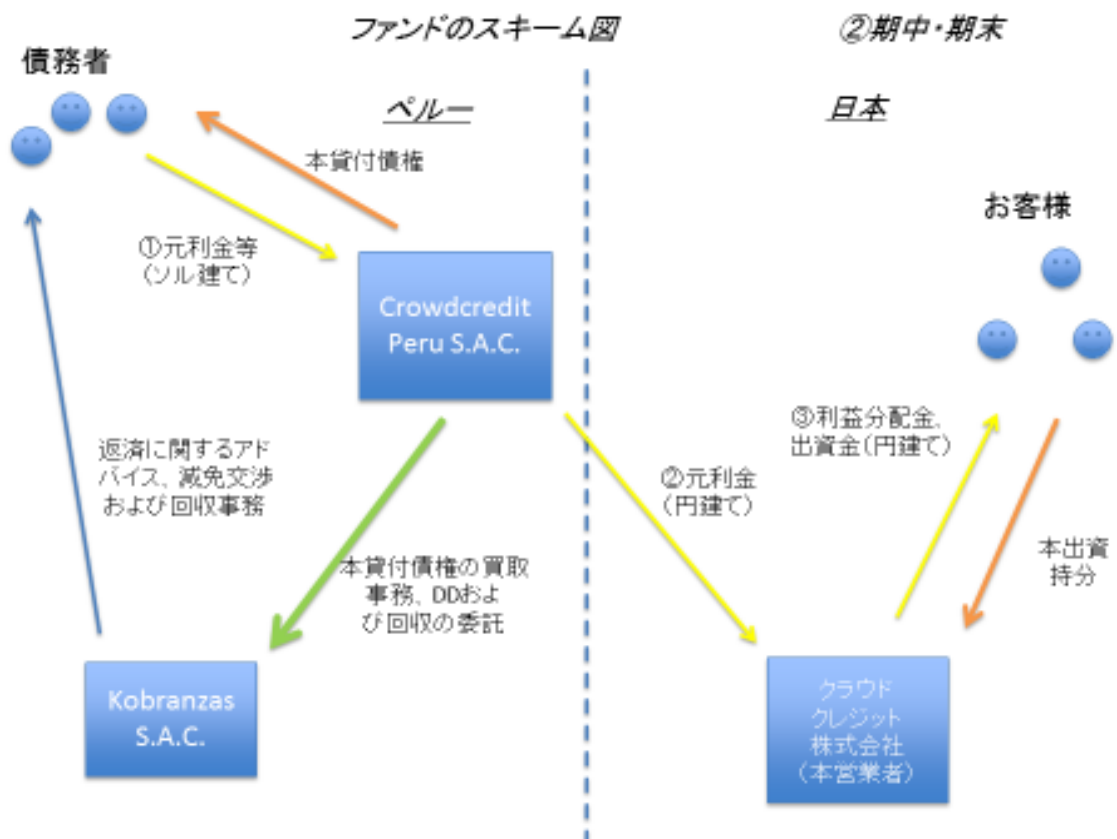 ファンドのスキーム図
②期中・期末
債務者
ペルー
日本
本貸付債権
お客様
①元利金等
(ソル建て)
Crowdcredit
Peru S.A.C.
③利益分配金、
出資金(円建て)
返済に関するアド
バイス、減免交渉
および回収事務
②元利金
(円建て)
本出資
持分
本貸付債権の買取
事務、DDおよ
び回収の委託
Kobranzas
S.A.C.
クラウド
クレジット
株式会社
(本営業者)